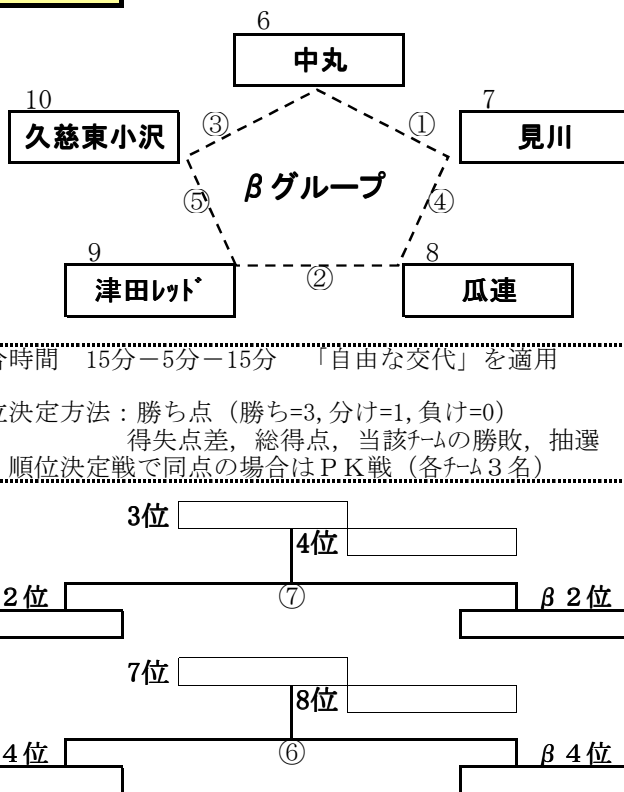 6
中丸
10
久慈東小沢
③
①
7
見川
βグループ
⑤
④
9
津田レッド
②
8
瓜連
時間 15分－5分－15分 「自由な交代」を適用
決定方法：勝ち点（勝ち=3,分け=1,負け=0）
得失点差, 総得点, 当該チームの勝敗, 抽選
順位決定戦で同点の場合はＰＫ戦（各チーム３名）
3位
4位
２位
⑦
β２位
7位
8位
４位
⑥
β４位